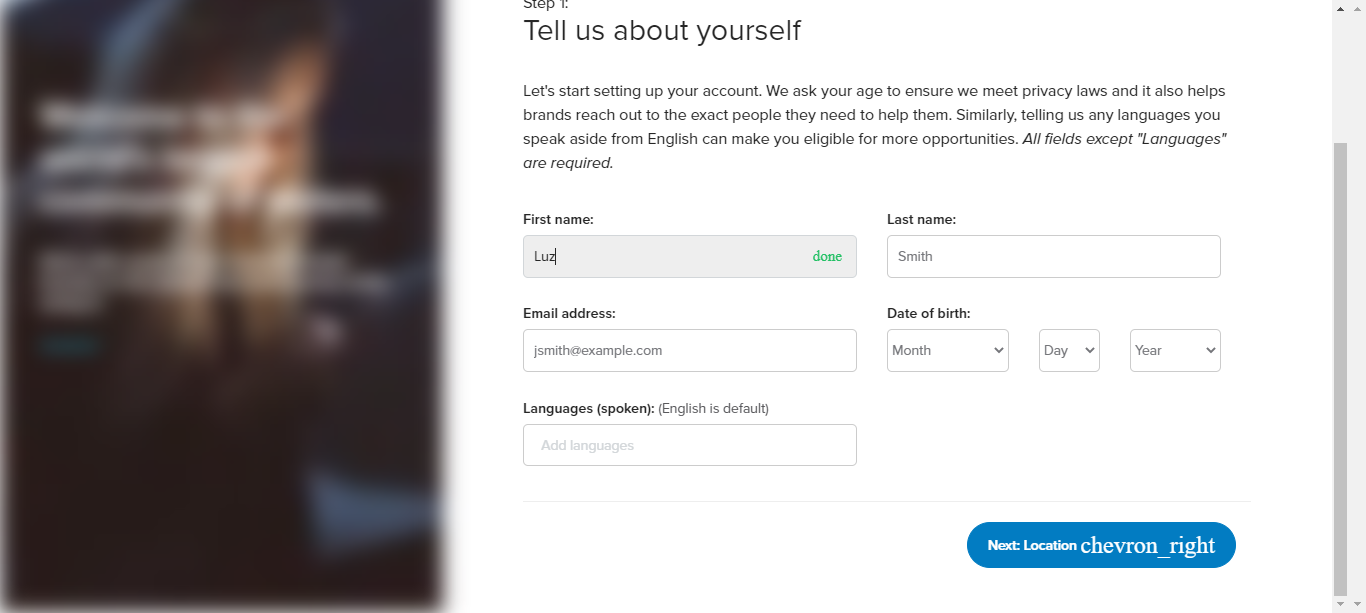 Step 1:
Tell us about yourself
Let's start setting up your account. We ask your age to ensure we meet privacy laws and it also helps
brands reach out to the exact people they need to help them. Similarly, telling us any languages you
speak aside from English can make you eligible for more opportunities. All fields except "Languages"
are required.
First name: Last name:
Luz done Smith
Email address: Date of birth:
jsmith@example.com Month Day Year
Languages (spoken): (English is default)
Add languages
Next: Location chevron_right